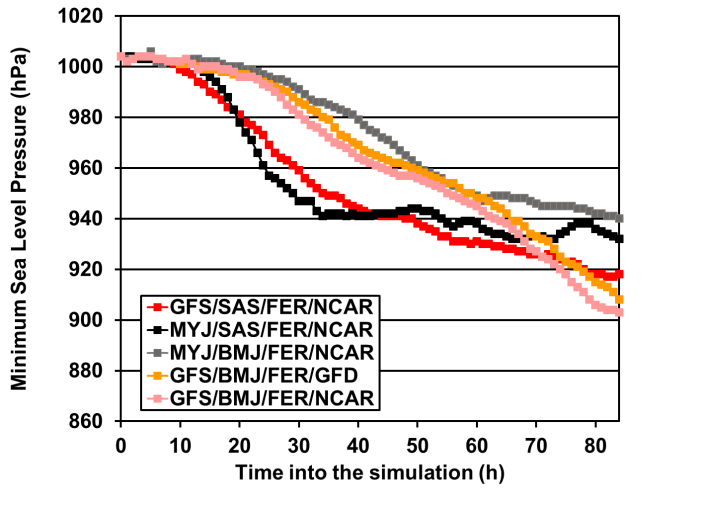 Minimum Sea Level Pressure (hPa)
1020
1000
980
960
940
920
900
880
860
GFS/SAS/FER/NCAR
MYJ/SAS/FER/NCAR
MYJ/BMJ/FER/NCAR
GFS/BMJ/FER/GFD
GFS/BMJ/FER/NCAR
0 10 20 30 40 50 60 70 80
Time into the simulation (h)